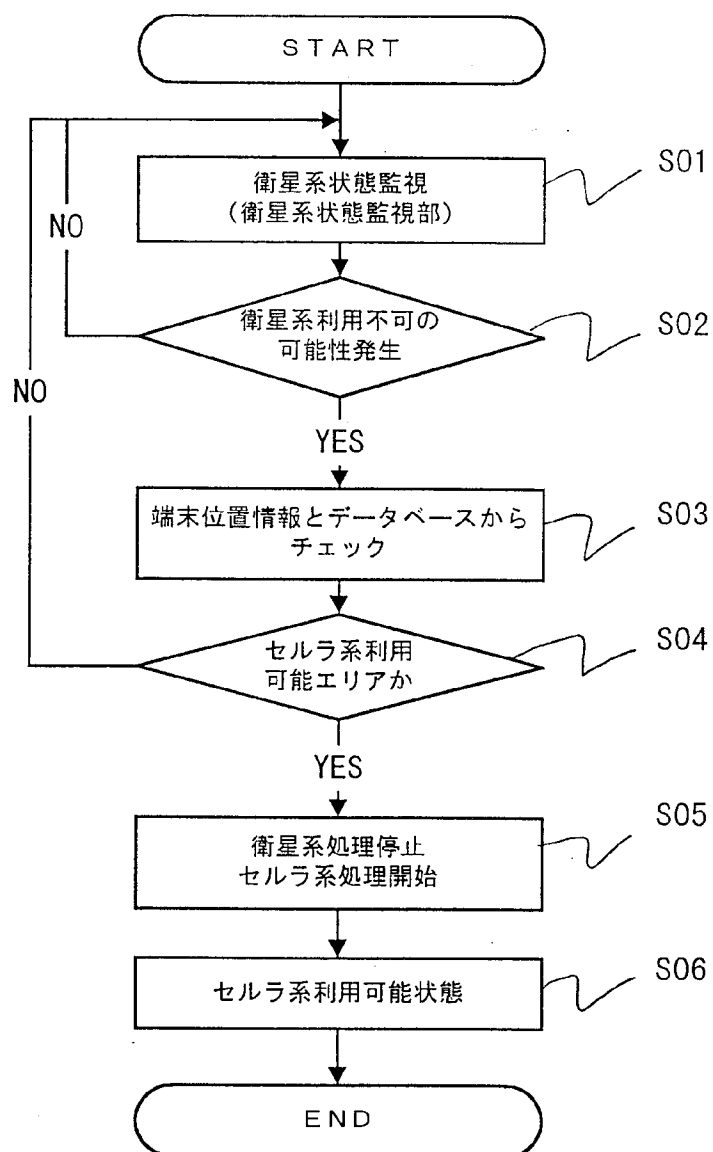 START
衛星系状態監視
(衛星系状態監視部)
S01
NO
衛星系利用不可の
可能性発生
S02
NO
YES
端末位置情報とデータベースから
チェック
S03
セルラ系利用
可能エリアか
S04
YES
衛星系処理停止
セルラ系処理開始
S05
セルラ系利用可能状態
S06
END